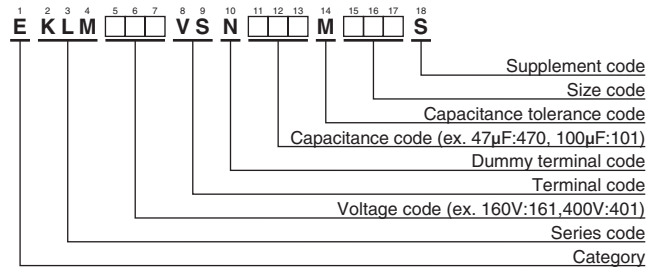 1 2 3 4 5 6 7 8 9 10 11 12 13 14 15 16 17 18
E K L M □□□ V S N □□□ M □□□ S
Supplement code
Size code
Capacitance tolerance code
Capacitance code (ex. 47μF:470, 100μF:101)
Dummy terminal code
Terminal code
Voltage code (ex. 160V:161,400V:401)
Series code
Category